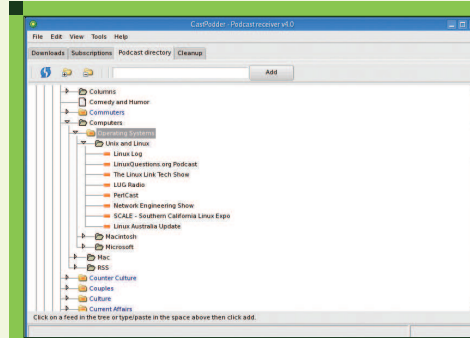 CastPodder - Podcast receiver v4.0
File Edit View Tools Help
Downloads Subscriptions Podcast directory Cleanup
Add
Columns
Comedy and Humor
Commuters
Computers
Operating Systems
Unix and Linux
Linux Log
LinuxQuestions.org Podcast
The Linux Link Tech Show
LUG Radio
PerlCast
Network Engineering Show
SCALE - Southern California Linux Expo
Linux Australia Update
Macintosh
Microsoft
Mac
RSS
Counter Culture
Couples
Culture
Current Affairs
Click on a feed in the tree or type/paste in the space above then click add.